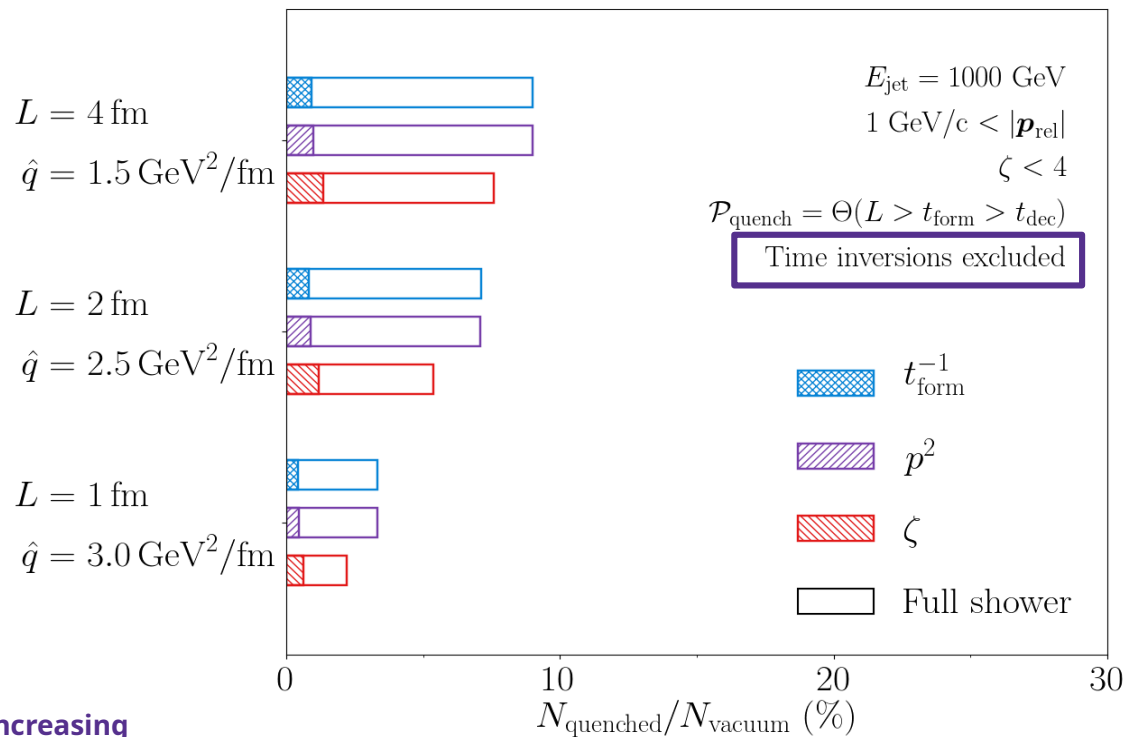 L = 4 fm
q̂ = 1.5 GeV²/fm
L = 2 fm
q̂ = 2.5 GeV²/fm
L = 1 fm
q̂ = 3.0 GeV²/fm
E_jet = 1000 GeV
1 GeV/c < |p_rel|
ζ < 4
𝒫_quench = Θ(L > t_form > t_dec)
Time inversions excluded
t_form⁻¹
p²
ζ
Full shower
0 10 20 30
N_quenched/N_vacuum (%)
ncreasing